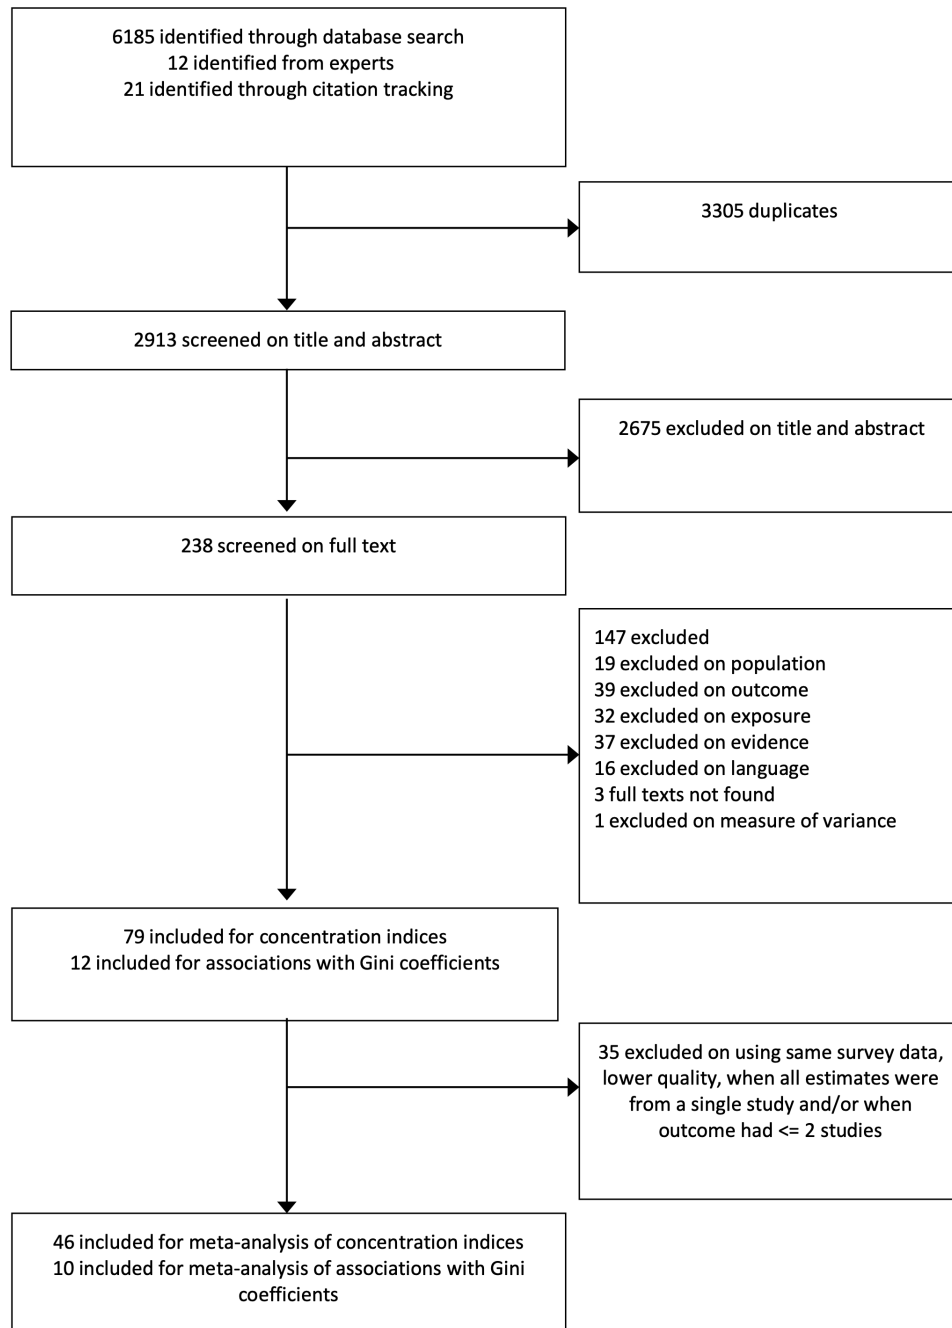 6185 identified through database search
12 identified from experts
21 identified through citation tracking
3305 duplicates
2913 screened on title and abstract
2675 excluded on title and abstract
238 screened on full text
147 excluded
19 excluded on population
39 excluded on outcome
32 excluded on exposure
37 excluded on evidence
16 excluded on language
3 full texts not found
1 excluded on measure of variance
79 included for concentration indices
12 included for associations with Gini coefficients
35 excluded on using same survey data,
lower quality, when all estimates were
from a single study and/or when
outcome had <= 2 studies
46 included for meta-analysis of concentration indices
10 included for meta-analysis of associations with Gini
coefficients